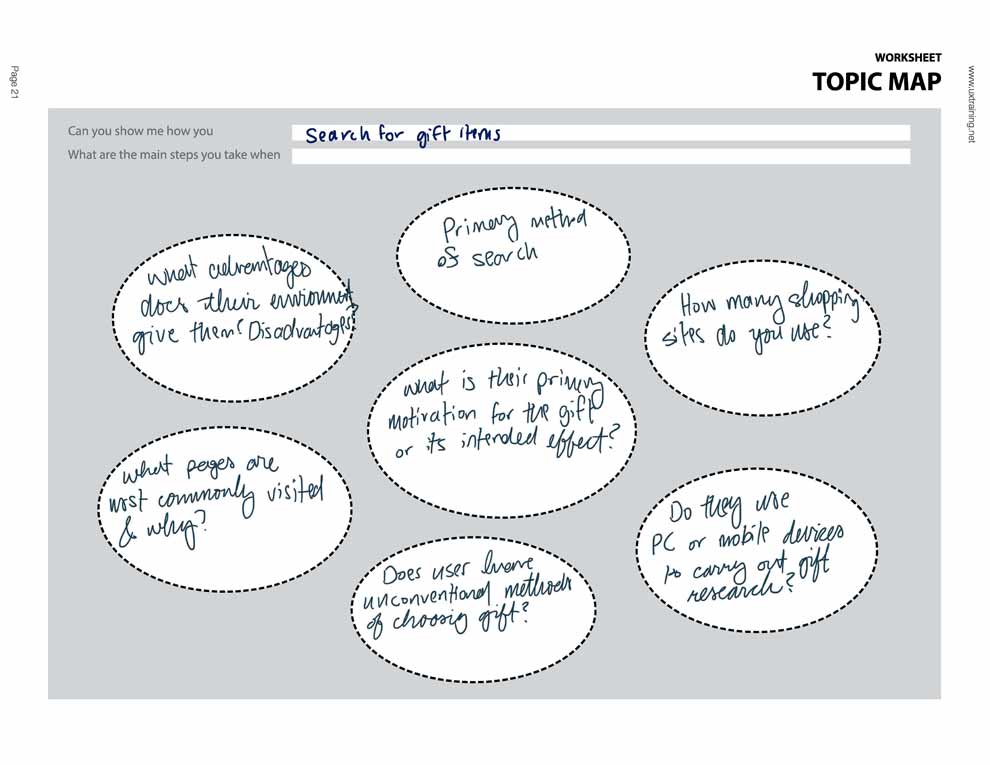 WORKSHEET
TOPIC MAP
Page 21
www.uxtraining.net
Can you show me how you
Search for gift items
What are the main steps you take when
Primary method
of search
What advantages
does their environment
give them? Disadvantages?
How many shopping
sites do you use?
What is their primary
motivation for the gift
or its intended effect?
What pages are
most commonly visited
& why?
Do they use
PC or mobile devices
to carry out gift
research?
Does user have
unconventional methods
of choosing gift?